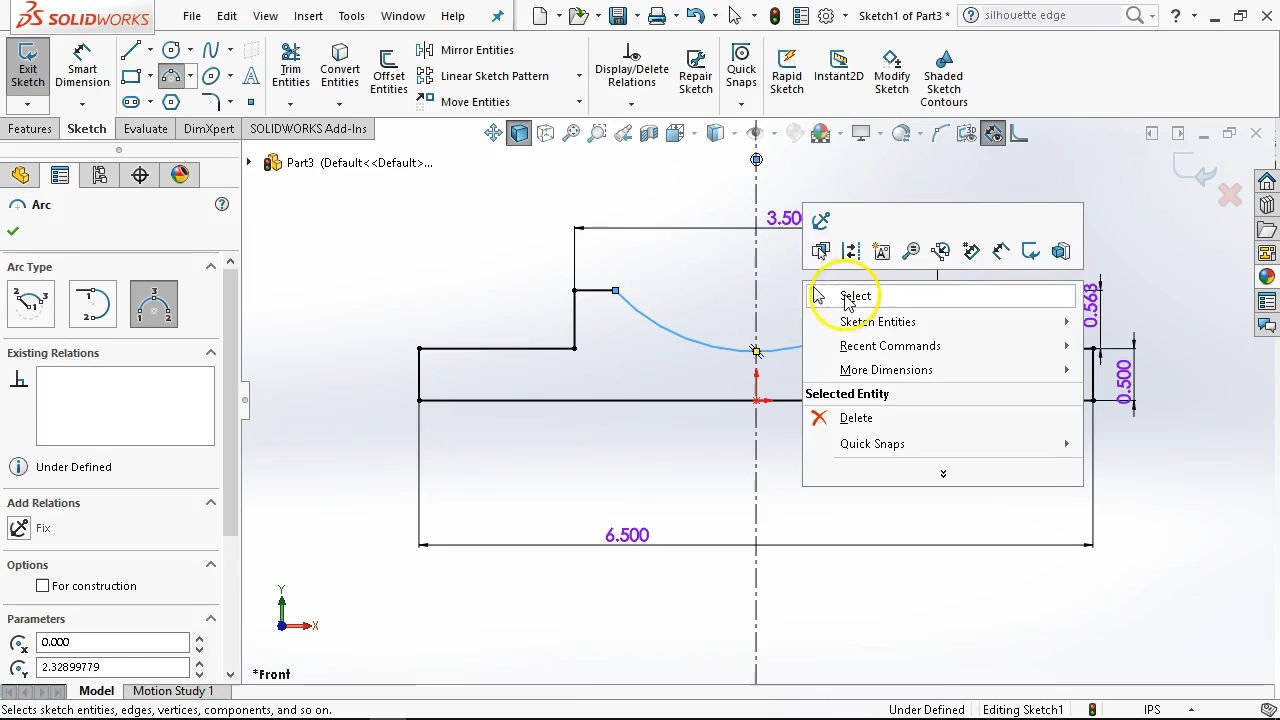 SOLIDWORKS
File Edit View Insert Tools Window Help
Sketch1 of Part3 *
silhouette edge
Exit Sketch
Smart Dimension
Trim Entities
Convert Entities
Offset Entities
Mirror Entities
Linear Sketch Pattern
Move Entities
Display/Delete Relations
Repair Sketch
Quick Snaps
Rapid Sketch
Instant2D
Modify Sketch
Shaded Sketch Contours
Features Sketch Evaluate DimXpert SOLIDWORKS Add-Ins
Part3 (Default<<Default>...
Arc
Arc Type
Existing Relations
Under Defined
Add Relations
Fix
Options
For construction
Parameters
0.000
2.32899779
3.50
0.563
0.500
6.500
Select
Sketch Entities
Recent Commands
More Dimensions
Selected Entity
Delete
Quick Snaps
Y
X
*Front
Model Motion Study 1
Selects sketch entities, edges, vertices, components, and so on.
Under Defined Editing Sketch1 IPS